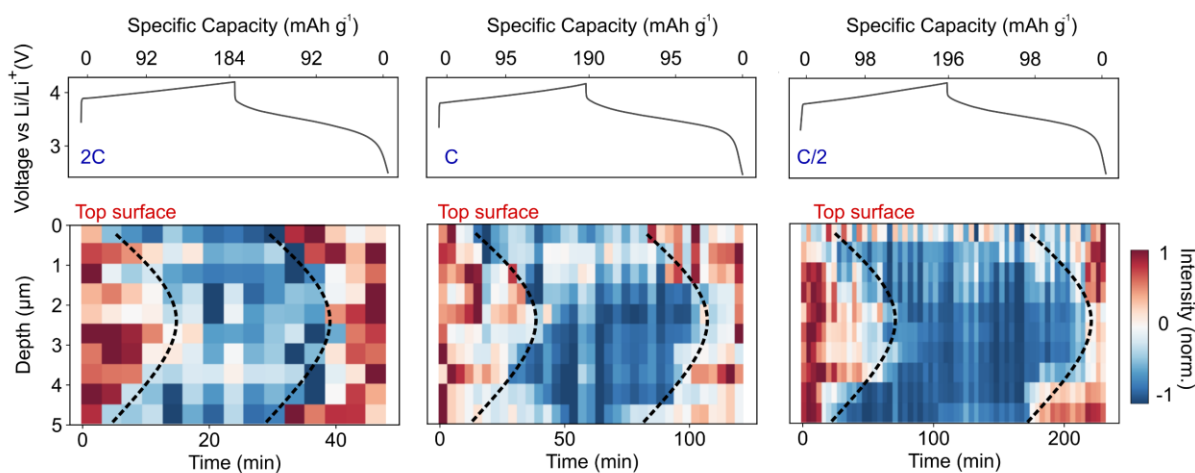 Specific Capacity (mAh g⁻¹) Specific Capacity (mAh g⁻¹) Specific Capacity (mAh g⁻¹)
0 92 184 92 0 0 95 190 95 0 0 98 196 98 0
Voltage vs Li/Li⁺(V)
4
3
2C C C/2
Top surface Top surface Top surface
Depth (µm)
0
1
2
3
4
5
0 20 40 0 50 100 0 100 200
Time (min) Time (min) Time (min)
1
0
-1
Intensity (norm.)